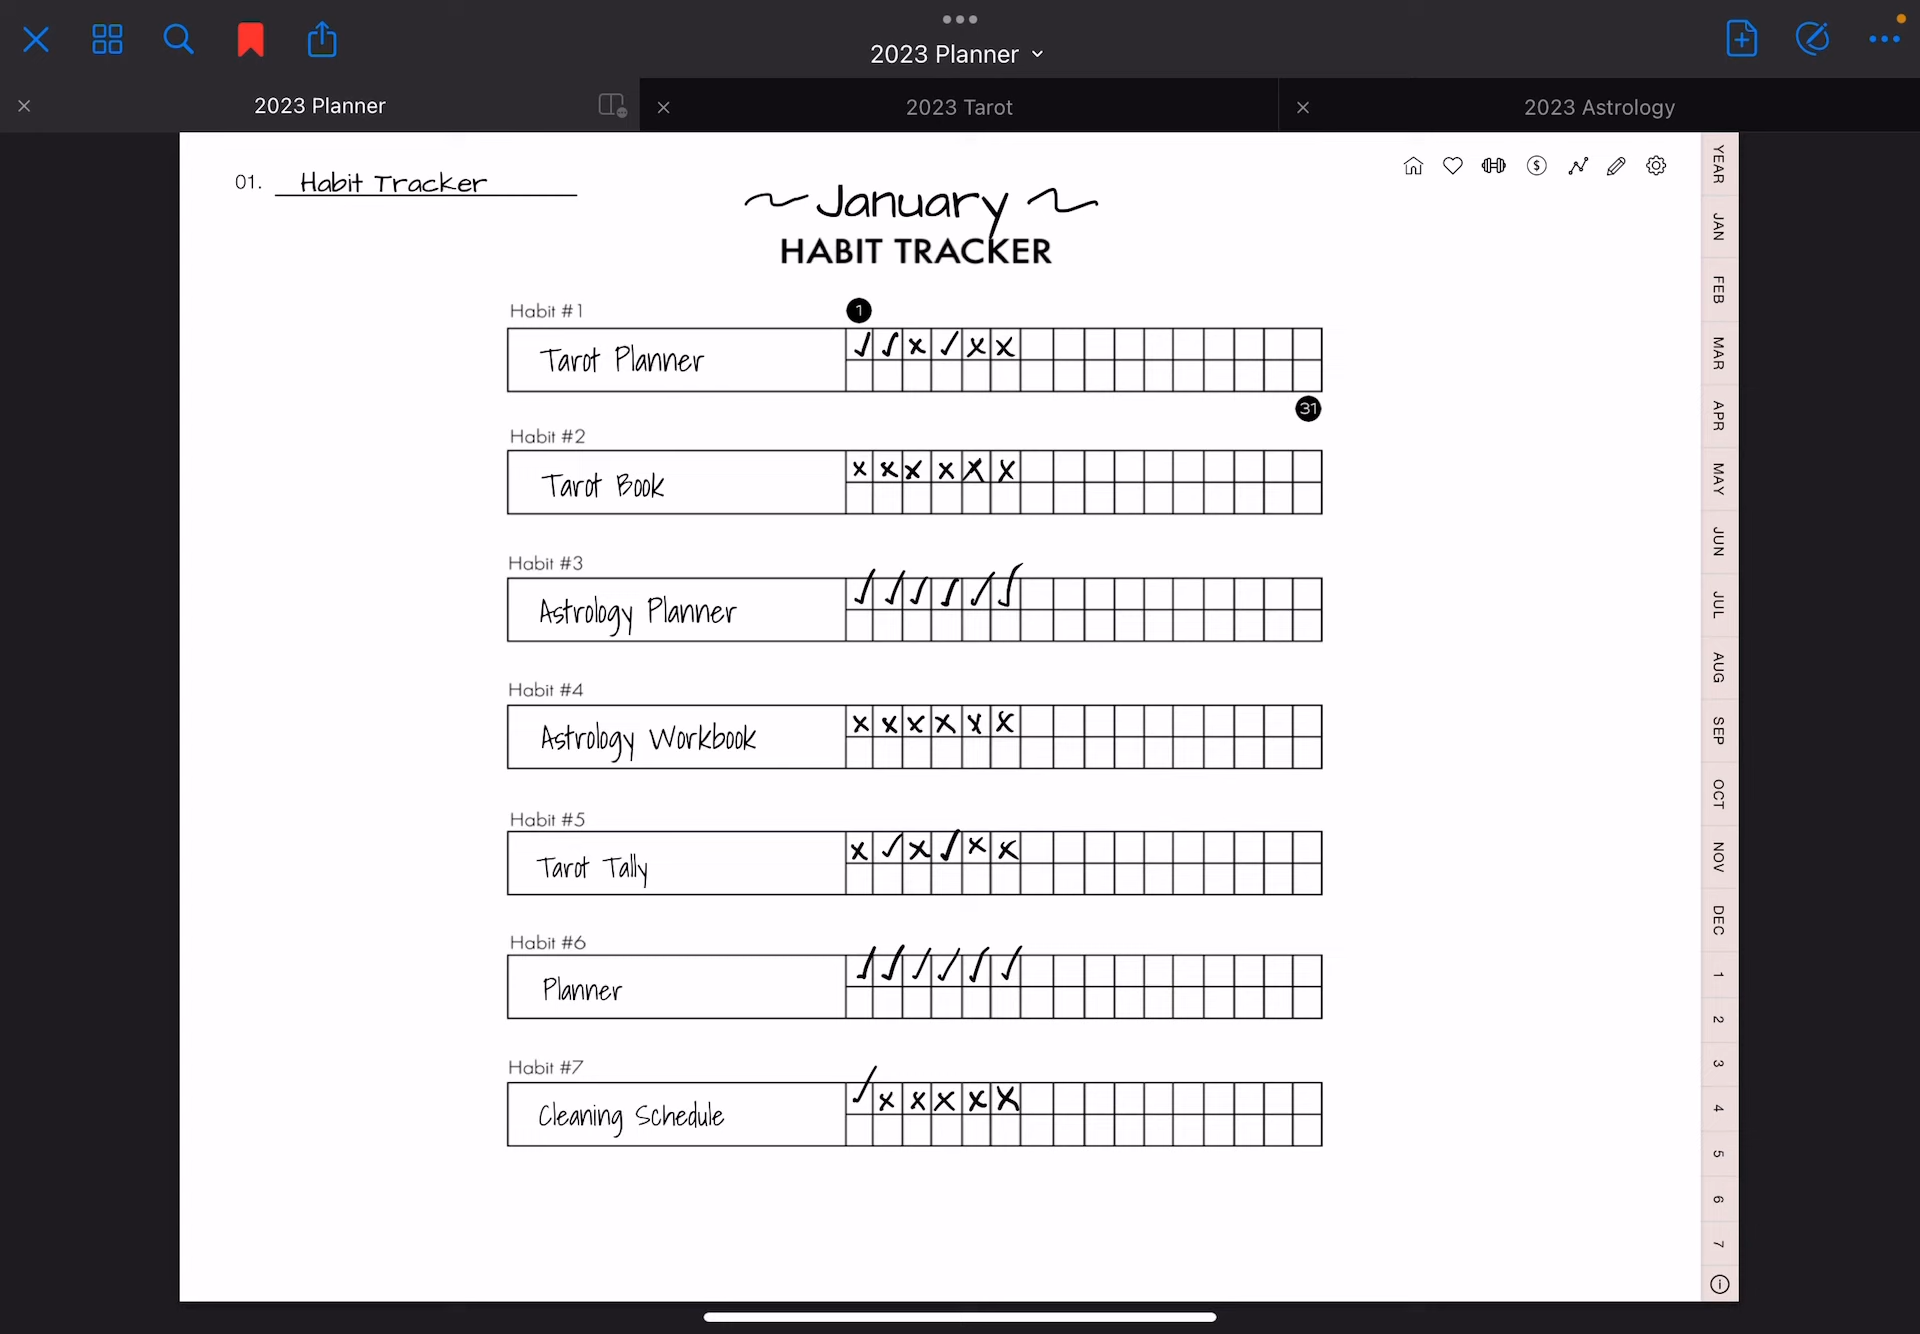 2023 Planner
2023 Planner
2023 Tarot
2023 Astrology
01. Habit Tracker
~ January ~
HABIT TRACKER
Habit #1
1
Tarot Planner
✓ ✓ x ✓ x x
31
Habit #2
Tarot Book
x x x x x x
Habit #3
Astrology Planner
✓ ✓ ✓ ✓ ✓ ✓
Habit #4
Astrology Workbook
x x x x x x
Habit #5
Tarot Tally
x ✓ x ✓ x x
Habit #6
Planner
✓ ✓ ✓ ✓ ✓ ✓
Habit #7
Cleaning Schedule
✓ x x x x x
YEAR
JAN
FEB
MAR
APR
MAY
JUN
JUL
AUG
SEP
OCT
NOV
DEC
1
2
3
4
5
6
7